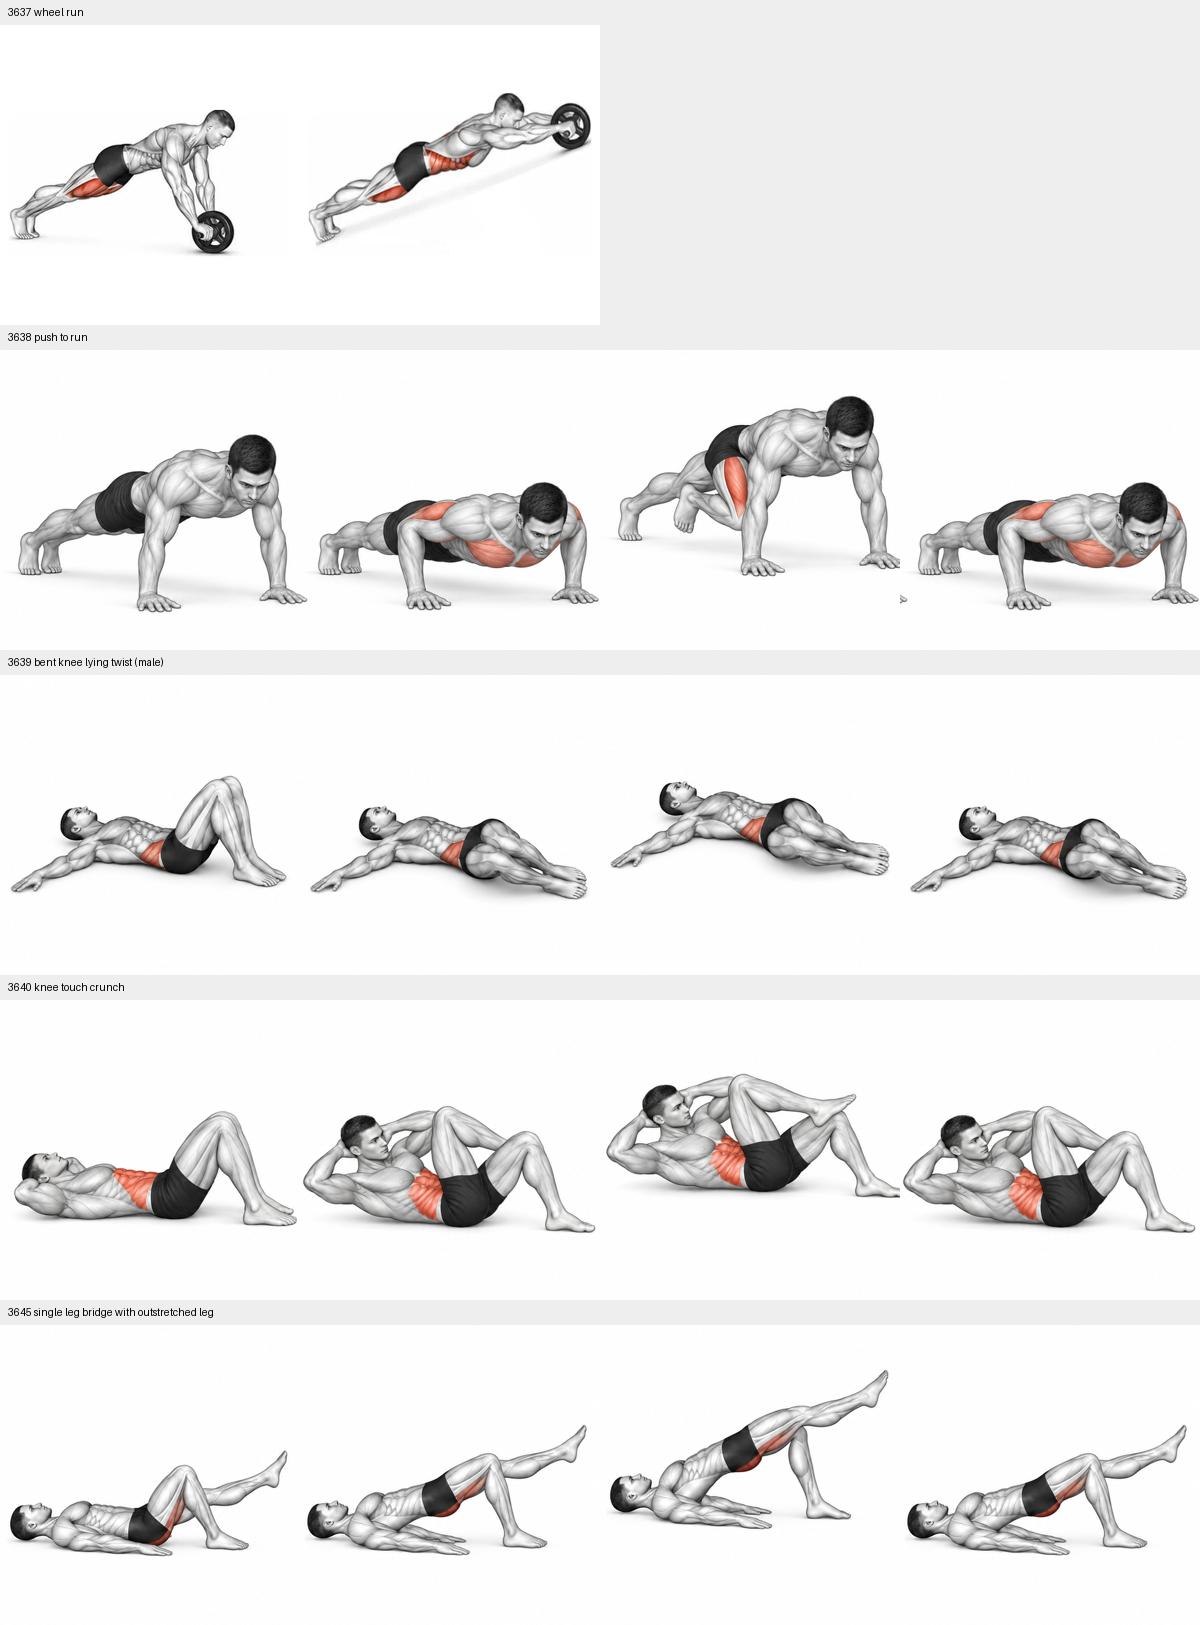 3637 wheel run
3638 push to run
3639 bent knee lying twist (male)
3640 knee touch crunch
3645 single leg bridge with outstretched leg